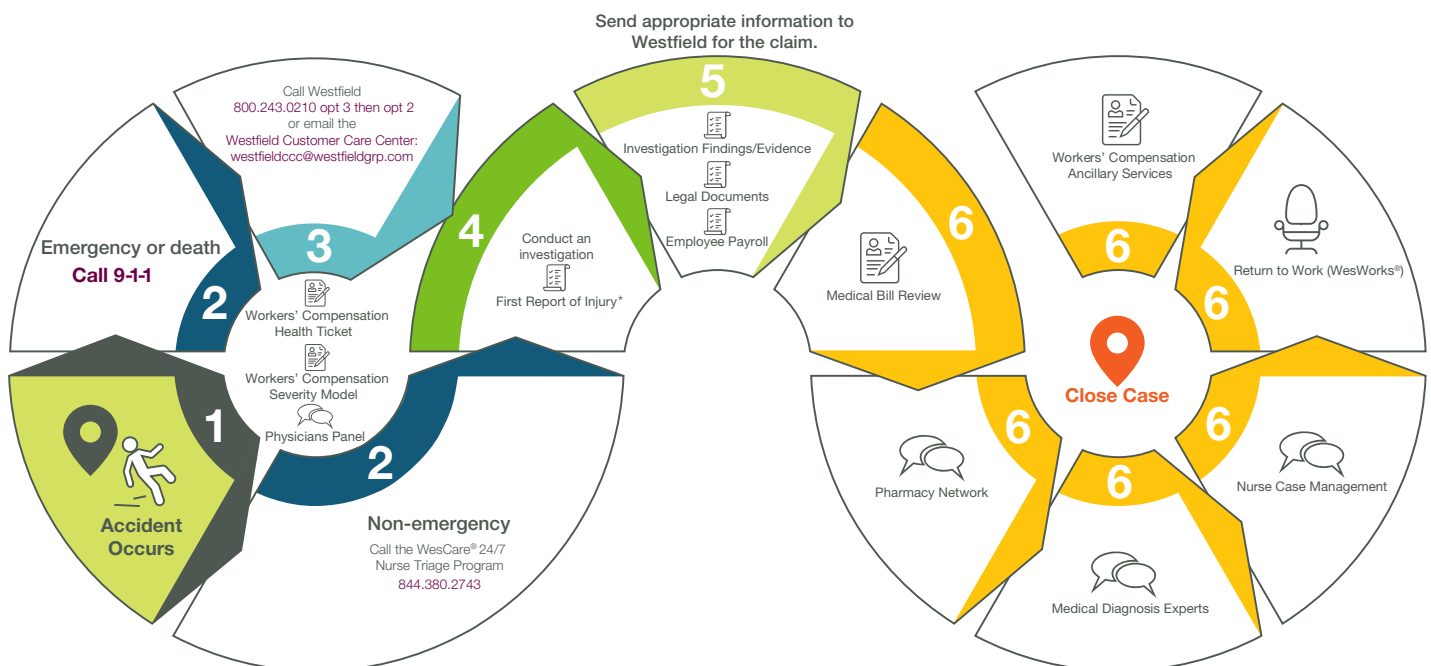 Send appropriate information to
Westfield for the claim.
1
Accident
Occurs
2
Emergency or death
Call 9-1-1
2
Non-emergency
Call the WesCare® 24/7
Nurse Triage Program
844.380.2743
Call Westfield
800.243.0210 opt 3 then opt 2
or email the
Westfield Customer Care Center:
westfieldccc@westfieldgrp.com
3
Workers' Compensation
Health Ticket
Workers' Compensation
Severity Model
Physicians Panel
4
Conduct an
investigation
First Report of Injury*
5
Investigation Findings/Evidence
Legal Documents
Employee Payroll
6
Medical Bill Review
6
Pharmacy Network
6
Medical Diagnosis Experts
6
Nurse Case Management
6
Return to Work (WesWorks®)
Workers' Compensation
Ancillary Services
6
Close Case